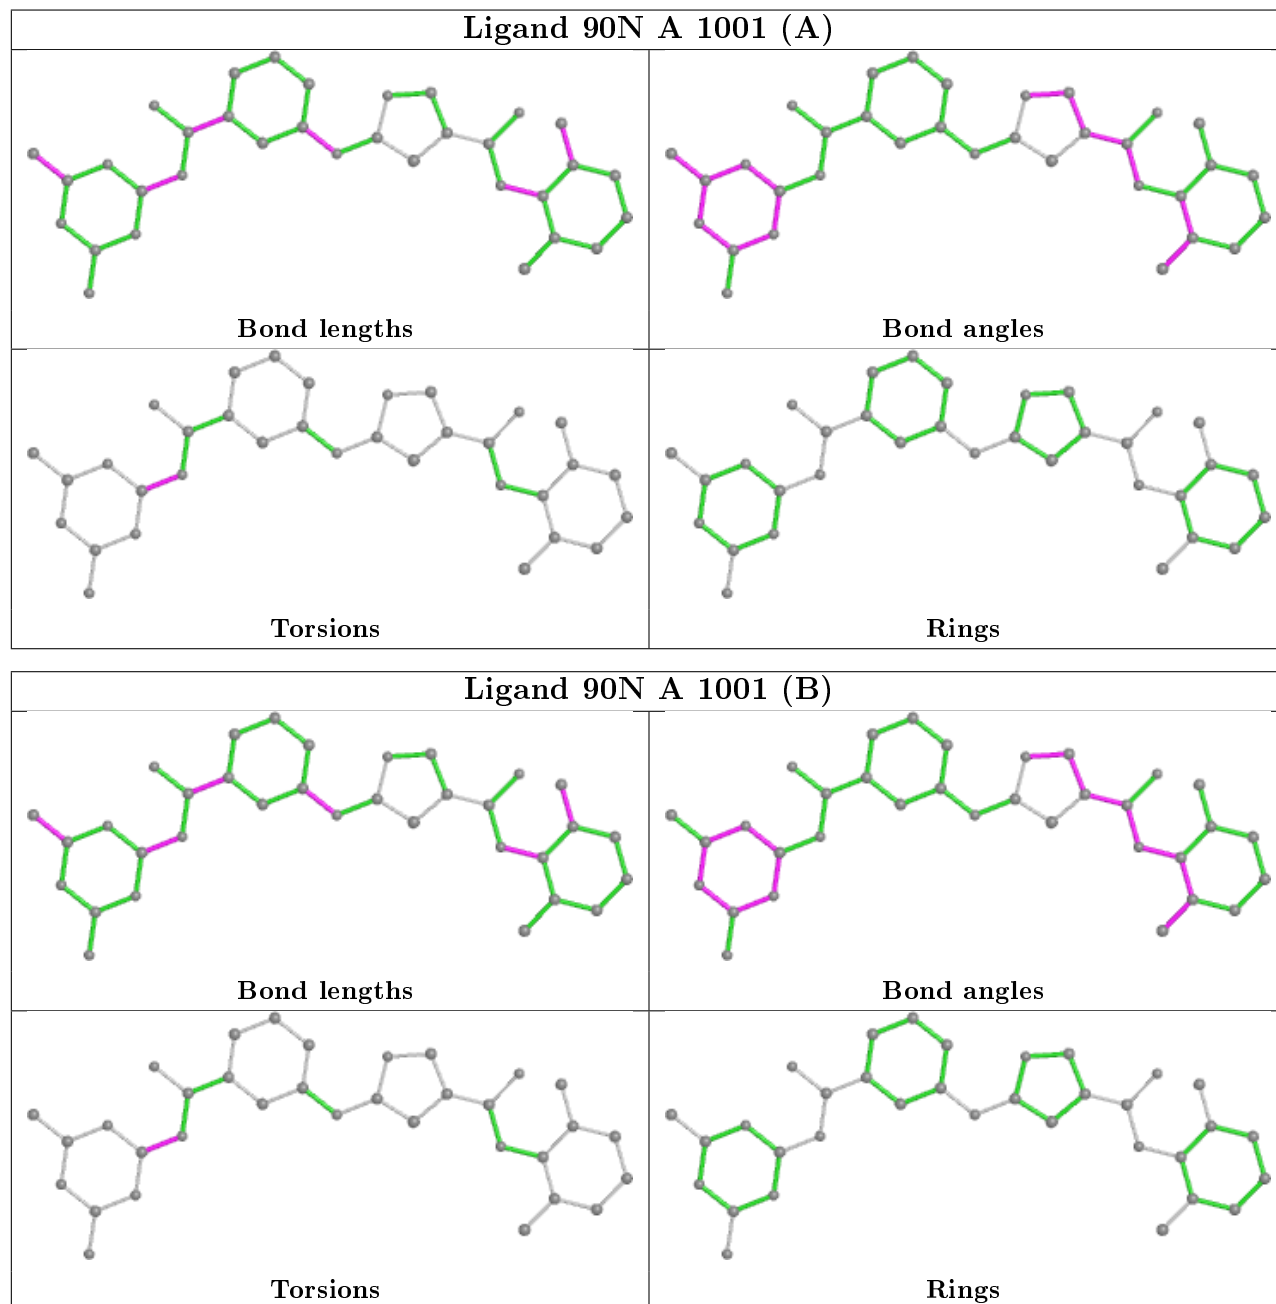 Ligand 90N A 1001 (A)
Bond lengths
Bond angles
Torsions
Rings
Ligand 90N A 1001 (B)
Bond lengths
Bond angles
Torsions
Rings